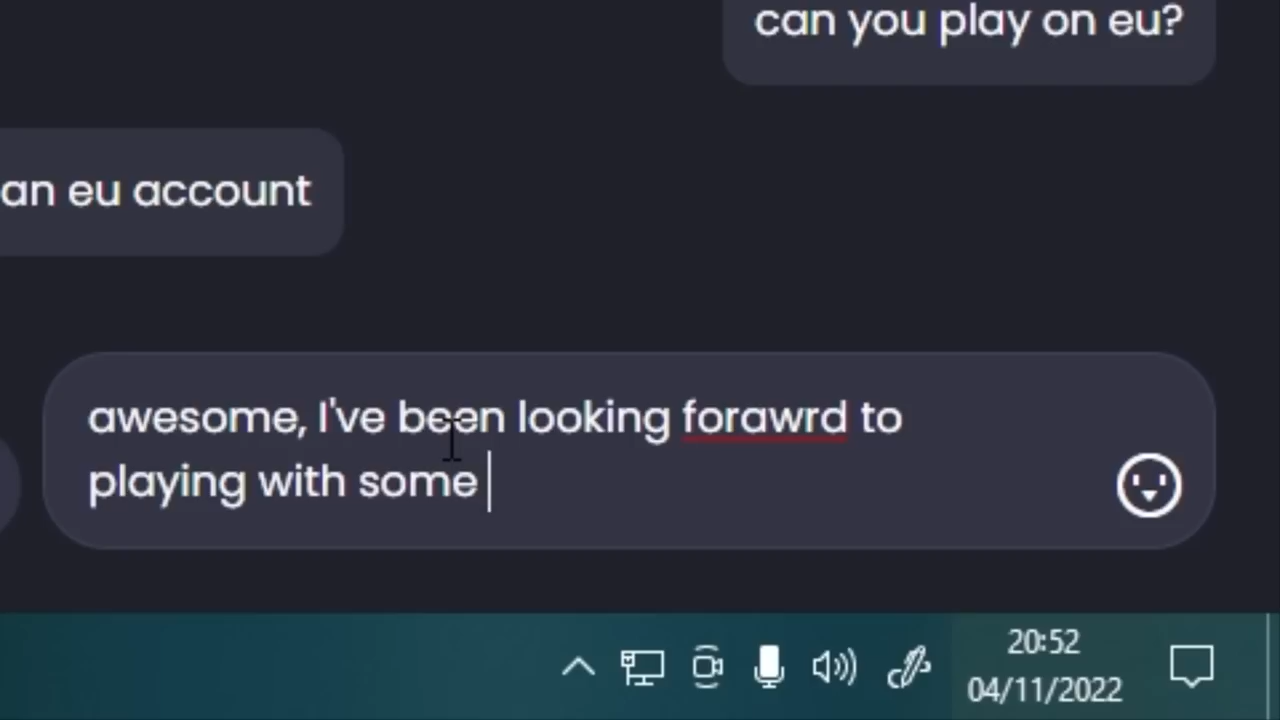 can you play on eu?
an eu account
awesome, I've been looking forawrd to
playing with some
20:52
04/11/2022